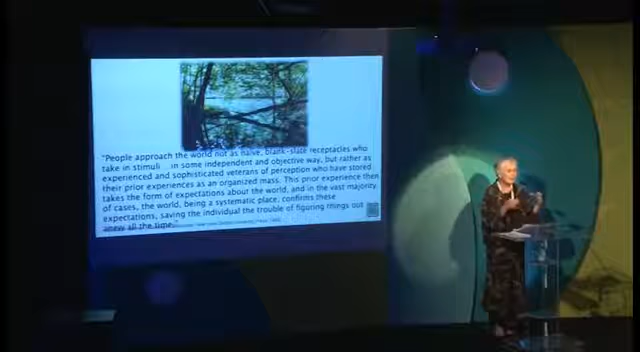 "People approach the world not as naïve, blank-slate receptacles who
take in stimuli in some independent and objective way, but rather as
experienced and sophisticated veterans of perception who have stored
their prior experiences as an organized mass. This prior experience then
takes the form of expectations about the world, and in the vast majority
of cases, the world, being a systematic place, confirms these
expectations, saving the individual the trouble of figuring things out
anew all the time."